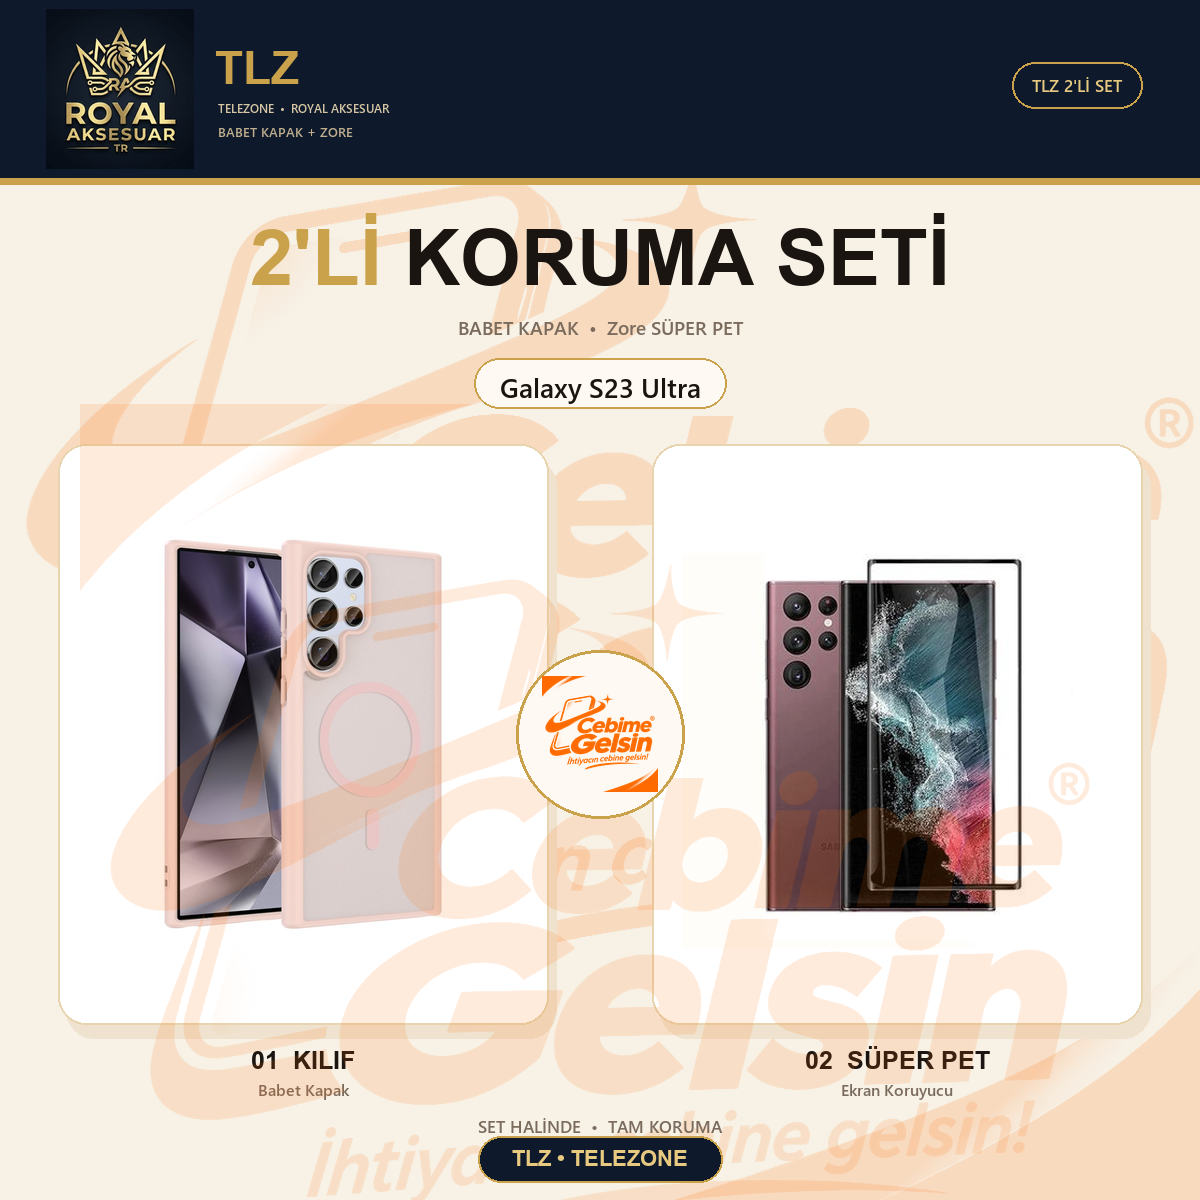 ROYAL
AKSESUAR
TR
TLZ
TELEZONE • ROYAL AKSESUAR
BABET KAPAK + ZORE
TLZ 2'Lİ SET
2'Lİ KORUMA SETİ
BABET KAPAK • Zore SÜPER PET
Galaxy S23 Ultra
Cebime®
Gelsin
İhtiyacın cebine gelsin!
Cebime®
Gelsin
01 KILIF
Babet Kapak
02 SÜPER PET
Ekran Koruyucu
SET HALİNDE • TAM KORUMA
TLZ • TELEZONE